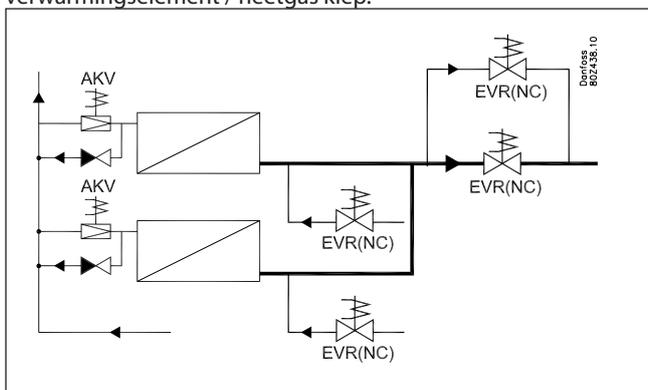 verwarmingselement / heetgas klep.
AKV
EVR(NC)
Danfoss
80Z438.10
EVR(NC)
AKV
EVR(NC)
EVR(NC)